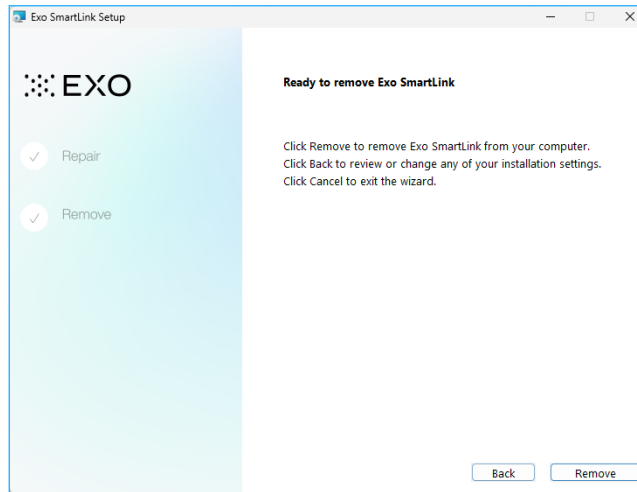 Exo SmartLink Setup
EXO
Repair
Remove
Ready to remove Exo SmartLink
Click Remove to remove Exo SmartLink from your computer.
Click Back to review or change any of your installation settings.
Click Cancel to exit the wizard.
Back
Remove